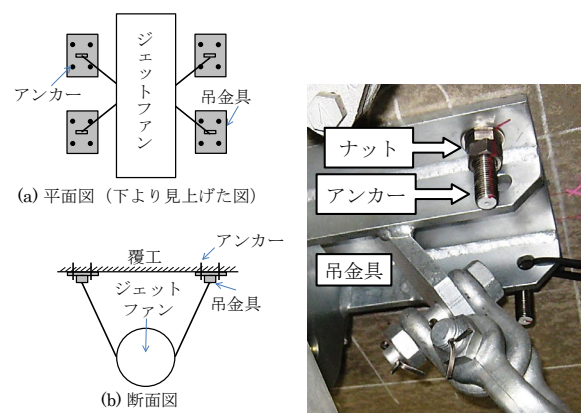 ジェットファン
アンカー
吊金具
(a) 平面図（下より見上げた図）
アンカー
覆工
ジェット
ファン
吊金具
(b) 断面図
ナット
アンカー
吊金具